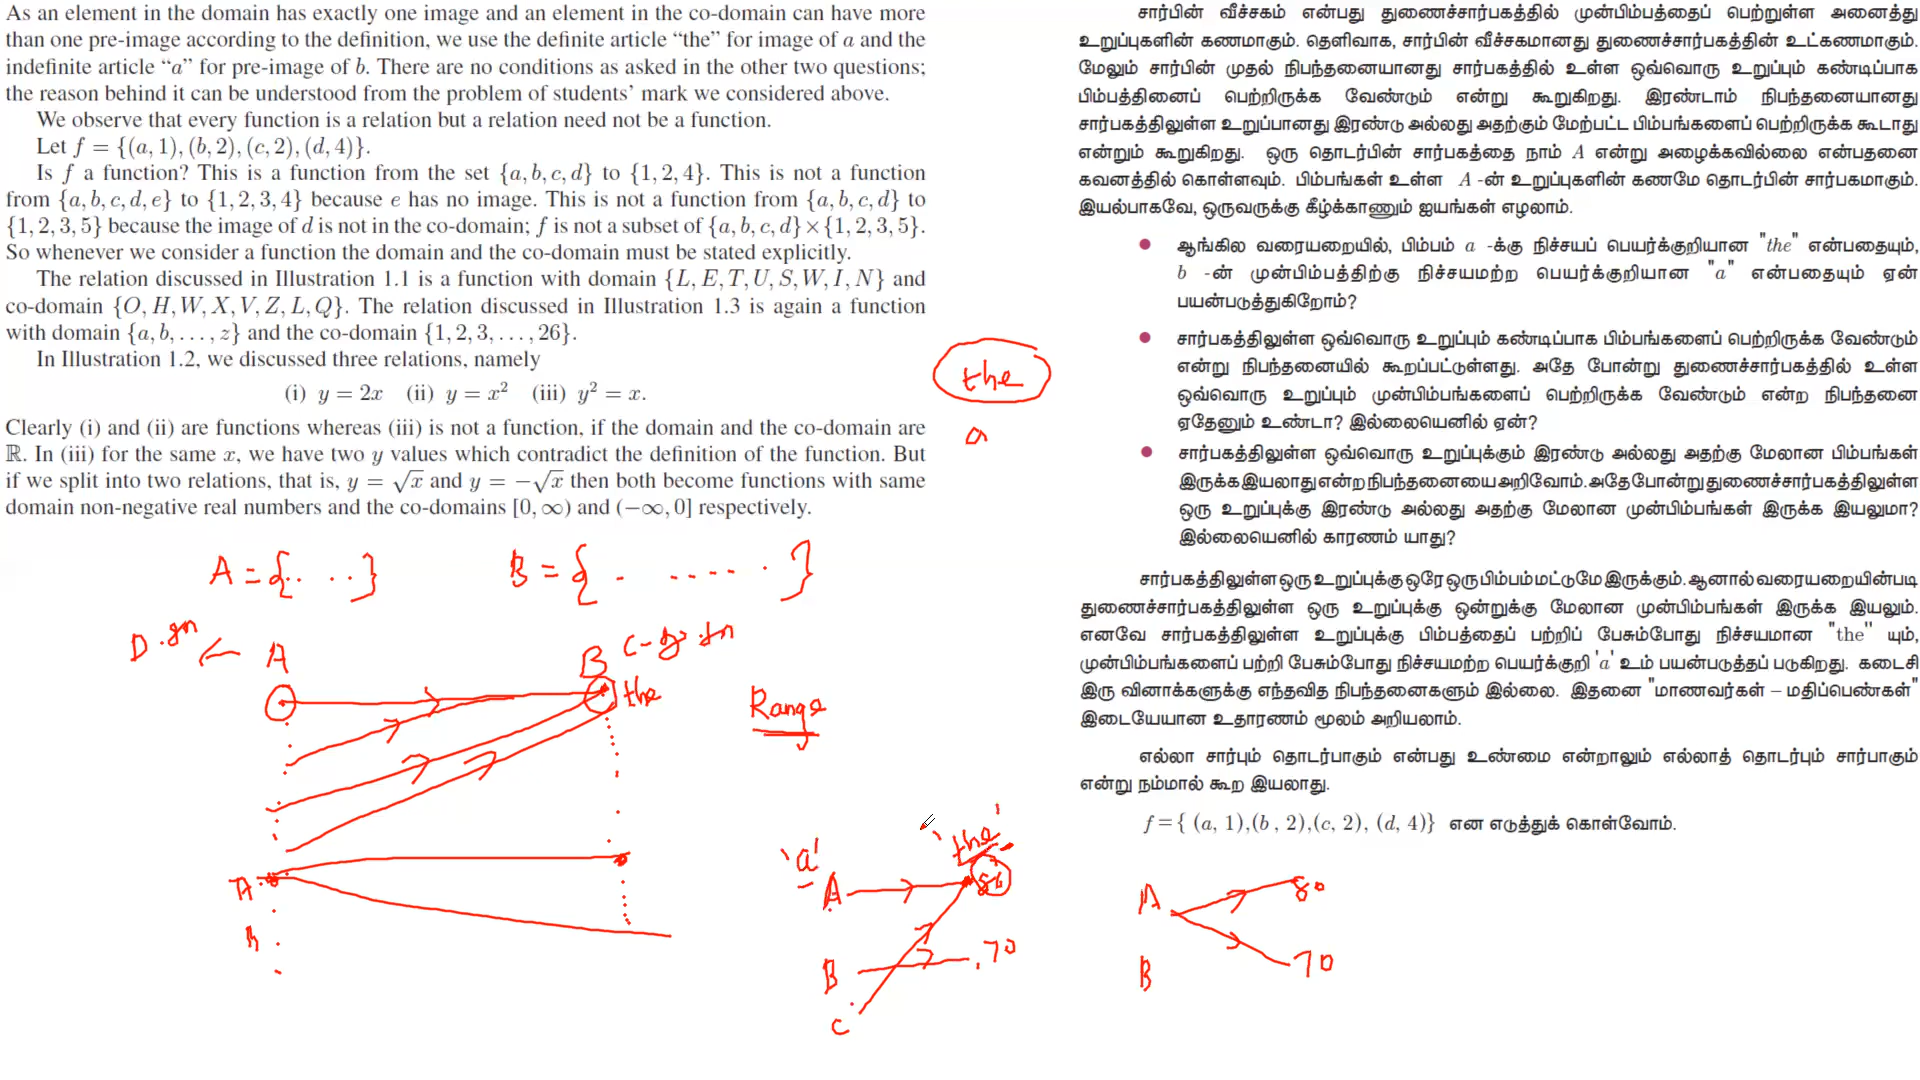 As an element in the domain has exactly one image and an element in the co-domain can have more
than one pre-image according to the definition, we use the definite article “the” for image of a and the
indefinite article “a” for pre-image of b. There are no conditions as asked in the other two questions;
the reason behind it can be understood from the problem of students’ mark we considered above.
We observe that every function is a relation but a relation need not be a function.
Let f = {(a, 1), (b, 2), (c, 2), (d, 4)}.
Is f a function? This is a function from the set {a, b, c, d} to {1, 2, 4}. This is not a function
from {a, b, c, d, e} to {1, 2, 3, 4} because e has no image. This is not a function from {a, b, c, d} to
{1, 2, 3, 5} because the image of d is not in the co-domain; f is not a subset of {a, b, c, d}×{1, 2, 3, 5}.
So whenever we consider a function the domain and the co-domain must be stated explicitly.
The relation discussed in Illustration 1.1 is a function with domain {L, E, T, U, S, W, I, N} and
co-domain {O, H, W, X, V, Z, L, Q}. The relation discussed in Illustration 1.3 is again a function
with domain {a, b, . . . , z} and the co-domain {1, 2, 3, . . . , 26}.
In Illustration 1.2, we discussed three relations, namely
(i) y = 2x (ii) y = x² (iii) y² = x.
Clearly (i) and (ii) are functions whereas (iii) is not a function, if the domain and the co-domain are
ℝ. In (iii) for the same x, we have two y values which contradict the definition of the function. But
if we split into two relations, that is, y = √x and y = −√x then both become functions with same
domain non-negative real numbers and the co-domains [0, ∞) and (−∞, 0] respectively.
the
a
A = {.. ..}
B = {. ..... .}
A
B
the
Range
A
'a'
'the'
A
80
B
70
C
A
80
B
70
சார்பின் வீச்சகம் என்பது துணைச்சார்பகத்தில் முன்பிம்பத்தைப் பெற்றுள்ள அனைத்து
உறுப்புகளின் கணமாகும். தெளிவாக, சார்பின் வீச்சகமானது துணைச்சார்பகத்தின் உட்கணமாகும்.
மேலும் சார்பின் முதல் நிபந்தனையானது சார்பகத்தில் உள்ள ஒவ்வொரு உறுப்பும் கண்டிப்பாக
பிம்பத்தினைப் பெற்றிருக்க வேண்டும் என்று கூறுகிறது. இரண்டாம் நிபந்தனையானது
சார்பகத்திலுள்ள உறுப்பானது இரண்டு அல்லது அதற்கும் மேற்பட்ட பிம்பங்களைப் பெற்றிருக்க கூடாது
என்றும் கூறுகிறது. ஒரு தொடர்பின் சார்பகத்தை நாம் A என்று அழைக்கவில்லை என்பதனை
கவனத்தில் கொள்ளவும். பிம்பங்கள் உள்ள A -ன் உறுப்புகளின் கணமே தொடர்பின் சார்பகமாகும்.
இயல்பாகவே, ஒருவருக்கு கீழ்க்காணும் ஐயங்கள் எழலாம்.
● ஆங்கில வரையறையில், பிம்பம் a -க்கு நிச்சயப் பெயர்க்குறியான "the" என்பதையும்,
b -ன் முன்பிம்பத்திற்கு நிச்சயமற்ற பெயர்க்குறியான "a" என்பதையும் ஏன்
பயன்படுத்துகிறோம்?
● சார்பகத்திலுள்ள ஒவ்வொரு உறுப்பும் கண்டிப்பாக பிம்பங்களைப் பெற்றிருக்க வேண்டும்
என்று நிபந்தனையில் கூறப்பட்டுள்ளது. அதே போன்று துணைச்சார்பகத்தில் உள்ள
ஒவ்வொரு உறுப்பும் முன்பிம்பங்களைப் பெற்றிருக்க வேண்டும் என்ற நிபந்தனை
ஏதேனும் உண்டா? இல்லையெனில் ஏன்?
● சார்பகத்திலுள்ள ஒவ்வொரு உறுப்புக்கும் இரண்டு அல்லது அதற்கு மேலான பிம்பங்கள்
இருக்க இயலாது என்ற நிபந்தனையை அறிவோம். அதே போன்று துணைச்சார்பகத்திலுள்ள
ஒரு உறுப்புக்கு இரண்டு அல்லது அதற்கு மேலான முன்பிம்பங்கள் இருக்க இயலுமா?
இல்லையெனில் காரணம் யாது?
சார்பகத்திலுள்ள ஒரு உறுப்புக்கு ஒரே ஒரு பிம்பம் மட்டுமே இருக்கும். ஆனால் வரையறையின்படி
துணைச்சார்பகத்திலுள்ள ஒரு உறுப்புக்கு ஒன்றுக்கு மேலான முன்பிம்பங்கள் இருக்க இயலும்.
எனவே சார்பகத்திலுள்ள உறுப்புக்கு பிம்பத்தைப் பற்றிப் பேசும்போது நிச்சயமான "the" யும்,
முன்பிம்பங்களைப் பற்றி பேசும்போது நிச்சயமற்ற பெயர்க்குறி 'a' உம் பயன்படுத்தப் படுகிறது. கடைசி
இரு வினாக்களுக்கு எந்தவித நிபந்தனைகளும் இல்லை. இதனை "மாணவர்கள் – மதிப்பெண்கள்"
இடையேயான உதாரணம் மூலம் அறியலாம்.
எல்லா சார்பும் தொடர்பாகும் என்பது உண்மை என்றாலும் எல்லாத் தொடர்பும் சார்பாகும்
என்று நம்மால் கூற இயலாது.
f = { (a, 1),(b , 2),(c, 2), (d, 4)} என எடுத்துக் கொள்வோம்.